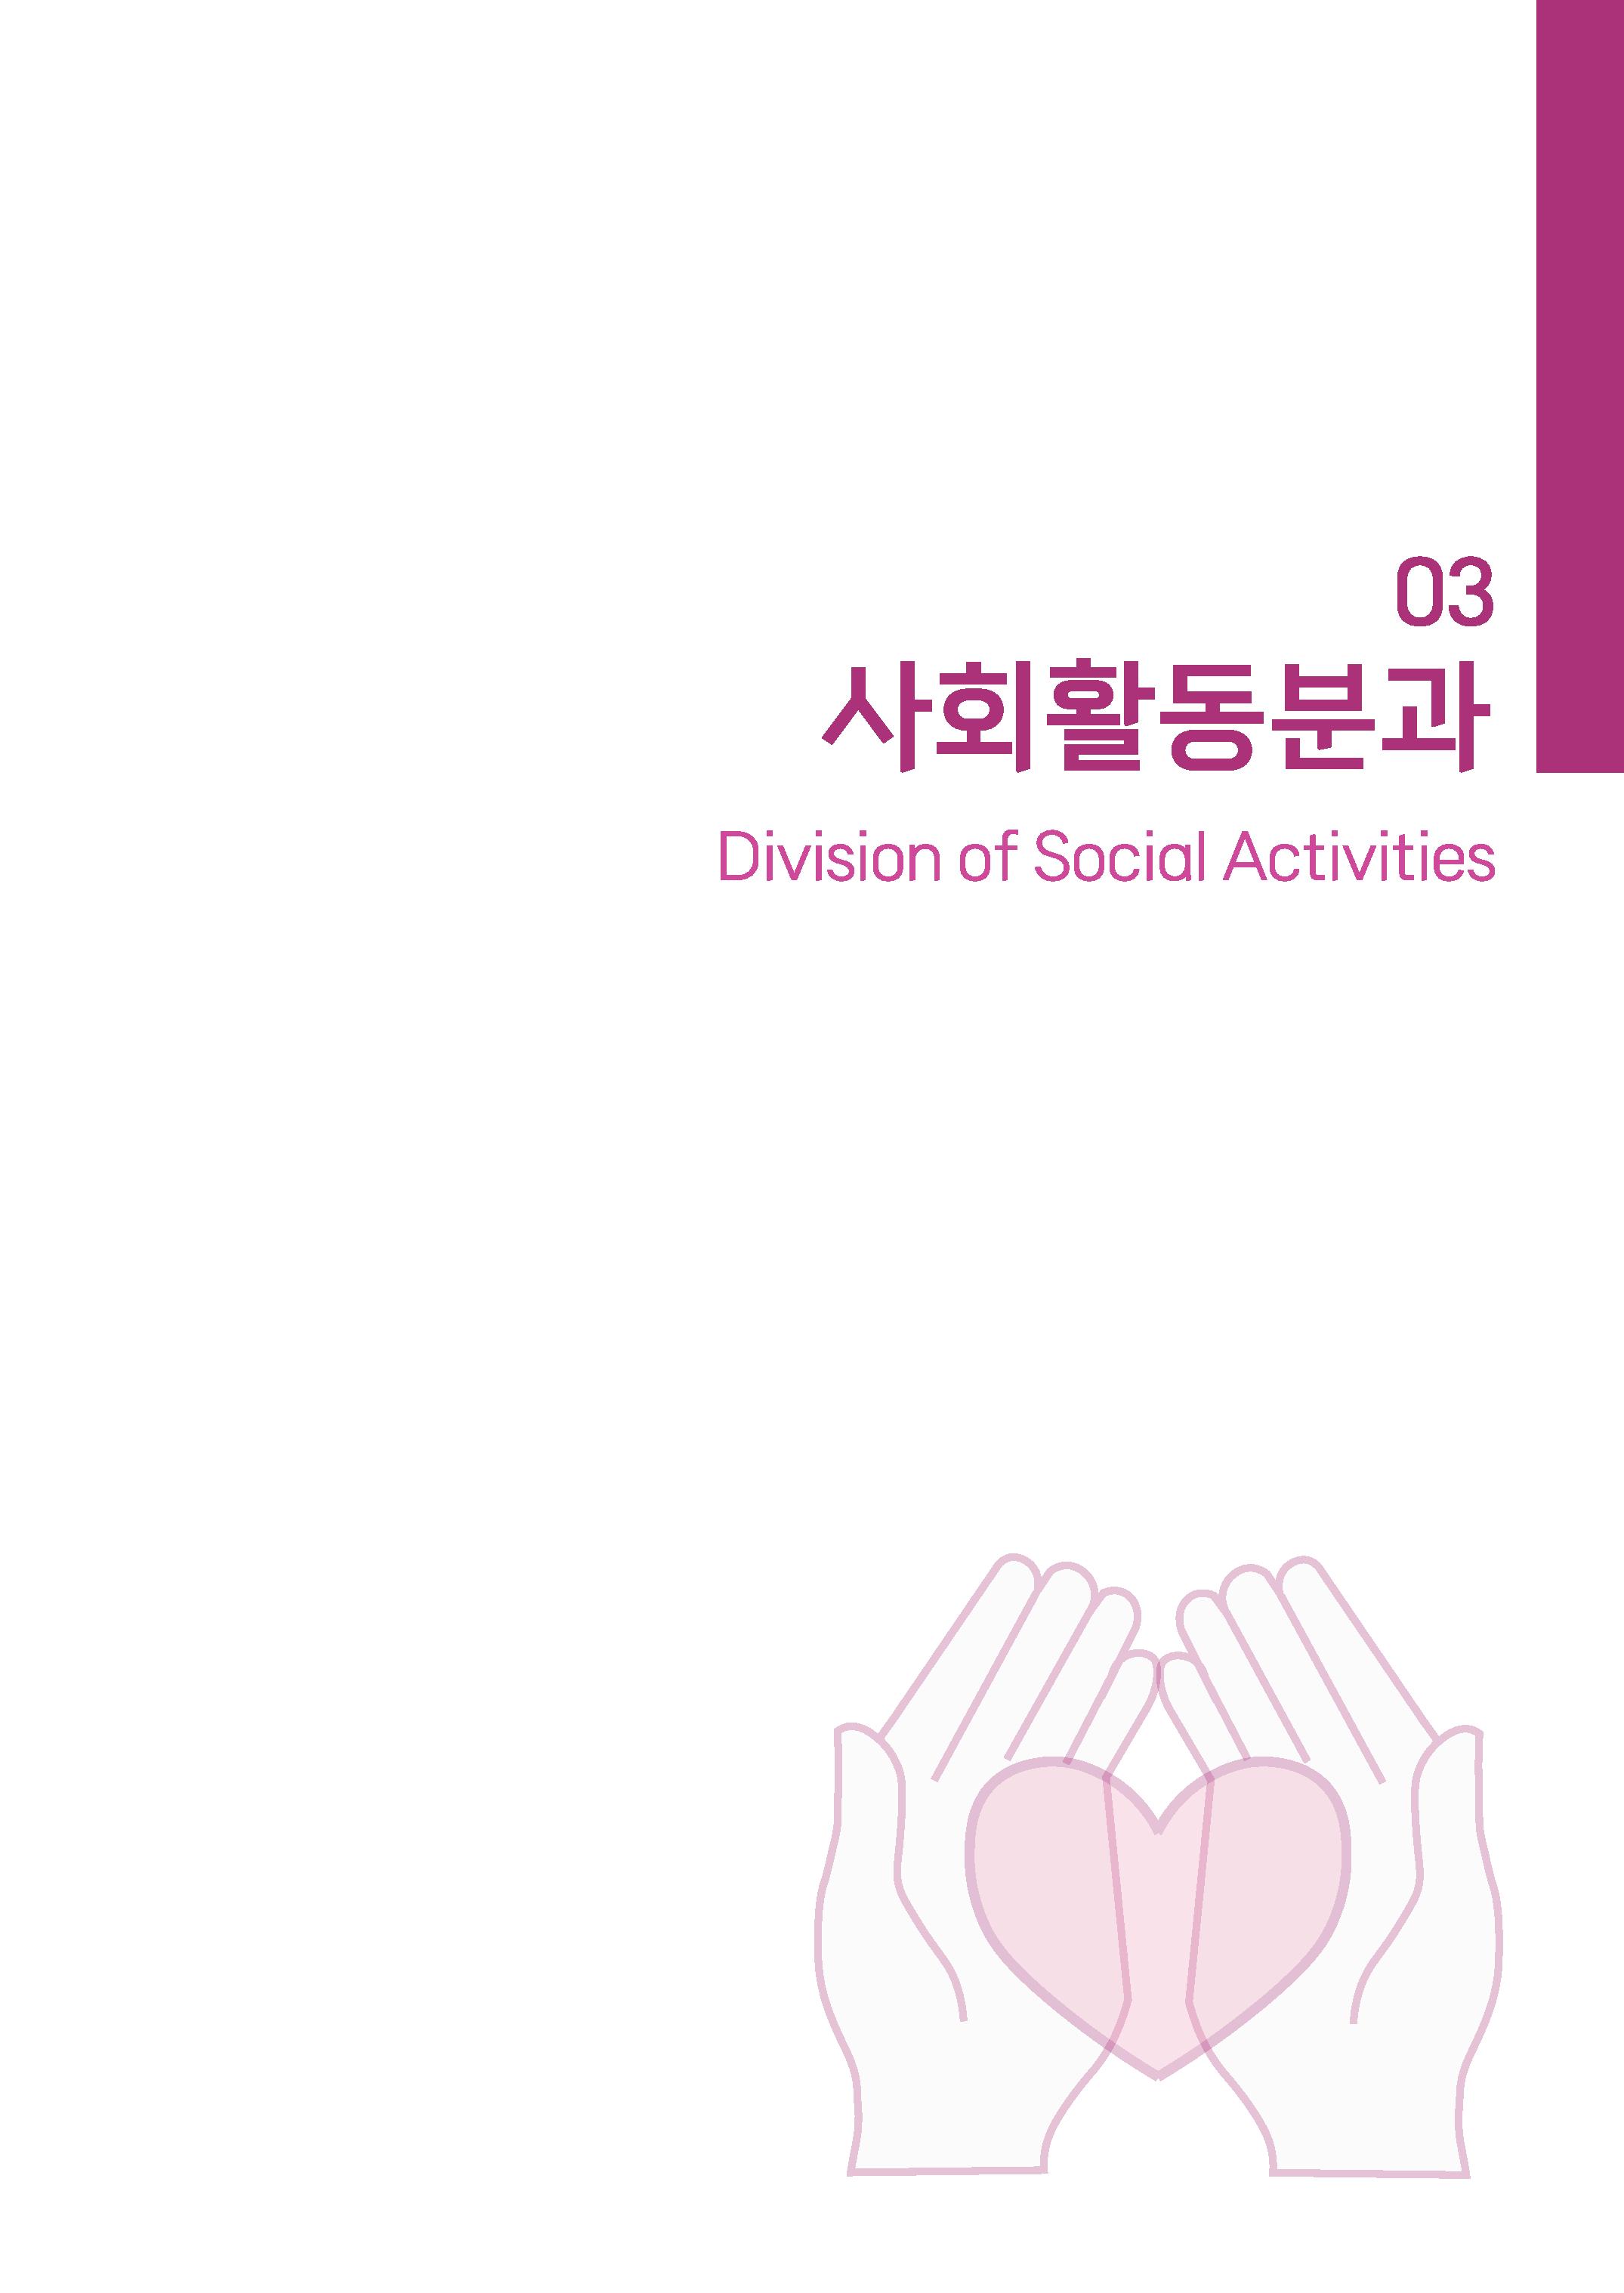 03
사회활동분과
Division of Social Activities